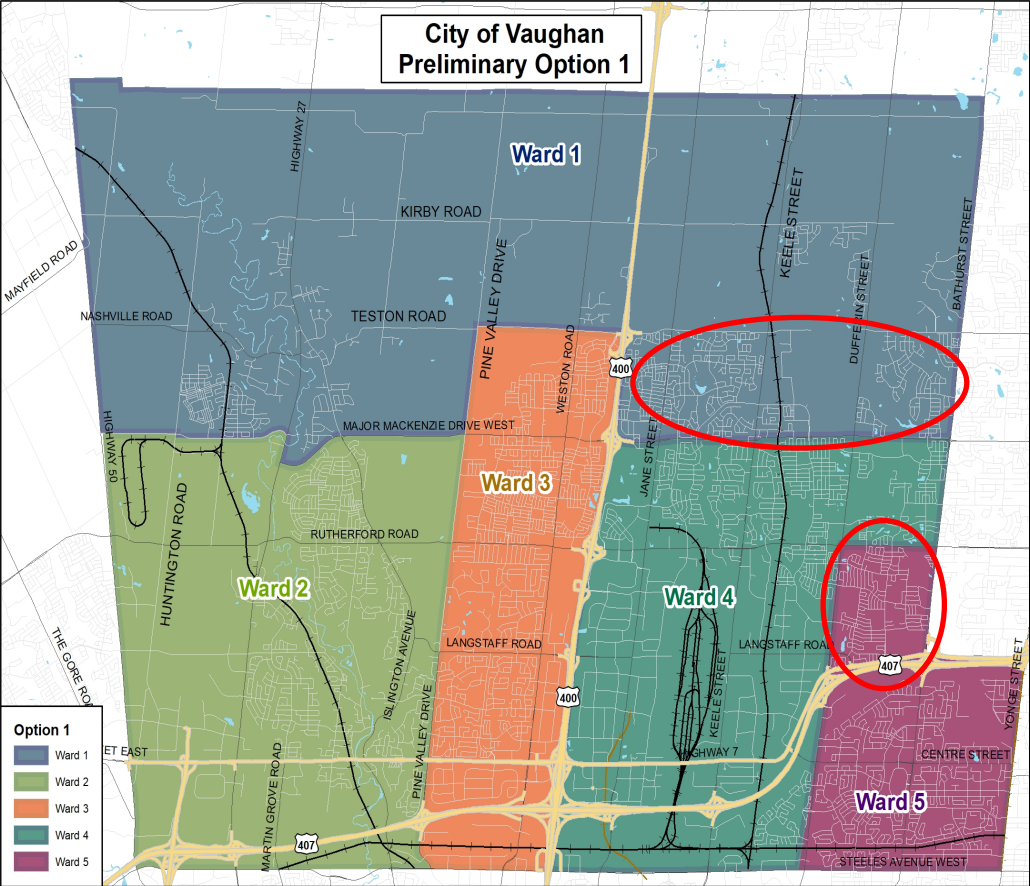 City of Vaughan
Preliminary Option 1
HIGHWAY 27
Ward 1
KEELE STREET
KIRBY ROAD
BATHURST STREET
MAYFIELD ROAD
PINE VALLEY DRIVE
DUFFERIN STREET
NASHVILLE ROAD
TESTON ROAD
WESTON ROAD
400
HIGHWAY 50
MAJOR MACKENZIE DRIVE WEST
JANE STREET
Ward 3
HUNTINGTON ROAD
RUTHERFORD ROAD
Ward 2
Ward 4
ISLINGTON AVENUE
LANGSTAFF ROAD
LANGSTAFF ROAD
THE GORE ROA
407
KEELE STREET
YONGE STREET
400
PINE VALLEY DRIVE
Option 1
Ward 1
Ward 2
Ward 3
Ward 4
Ward 5
ET EAST
HIGHWAY 7
CENTRE STREET
MARTIN GROVE ROAD
Ward 5
407
STEELES AVENUE WEST